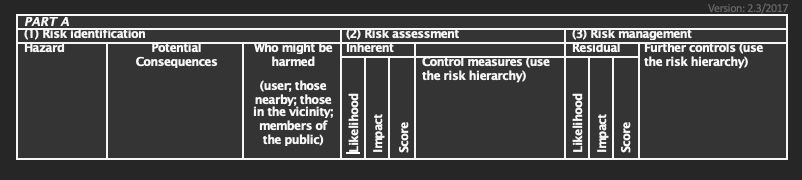 Version: 2.3/2017
PART A
(1) Risk identification
(2) Risk assessment
(3) Risk management
Hazard
Potential
Consequences
Who might be
harmed
(user; those
nearby; those
in the vicinity;
members of
the public)
Inherent
Likelihood
Impact
Score
Control measures (use
the risk hierarchy)
Residual
Likelihood
Impact
Score
Further controls (use
the risk hierarchy)